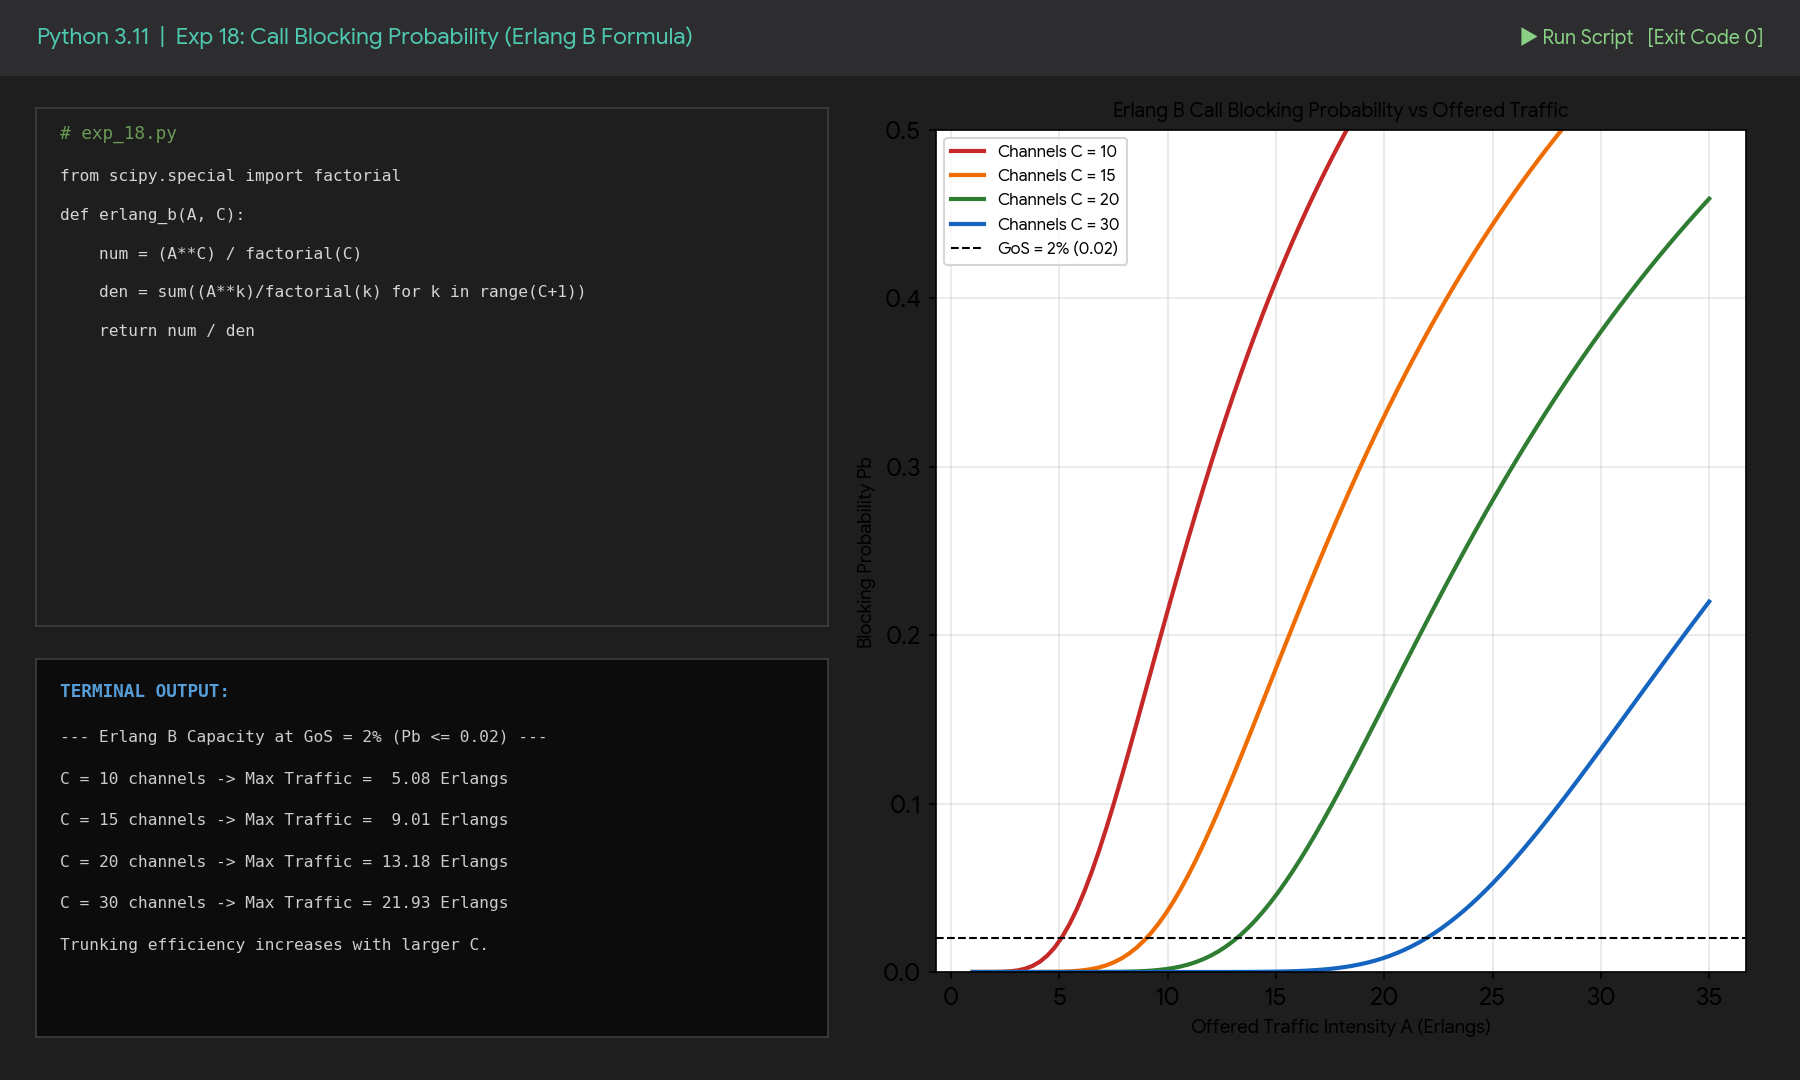 Python 3.11 | Exp 18: Call Blocking Probability (Erlang B Formula)
▶ Run Script [Exit Code 0]
# exp_18.py
from scipy.special import factorial
def erlang_b(A, C):
    num = (A**C) / factorial(C)
    den = sum((A**k)/factorial(k) for k in range(C+1))
    return num / den
TERMINAL OUTPUT:
--- Erlang B Capacity at GoS = 2% (Pb <= 0.02) ---
C = 10 channels -> Max Traffic =  5.08 Erlangs
C = 15 channels -> Max Traffic =  9.01 Erlangs
C = 20 channels -> Max Traffic = 13.18 Erlangs
C = 30 channels -> Max Traffic = 21.93 Erlangs
Trunking efficiency increases with larger C.
Erlang B Call Blocking Probability vs Offered Traffic
Channels C = 10
Channels C = 15
Channels C = 20
Channels C = 30
GoS = 2% (0.02)
Blocking Probability Pb
0.5
0.4
0.3
0.2
0.1
0.0
0 5 10 15 20 25 30 35
Offered Traffic Intensity A (Erlangs)